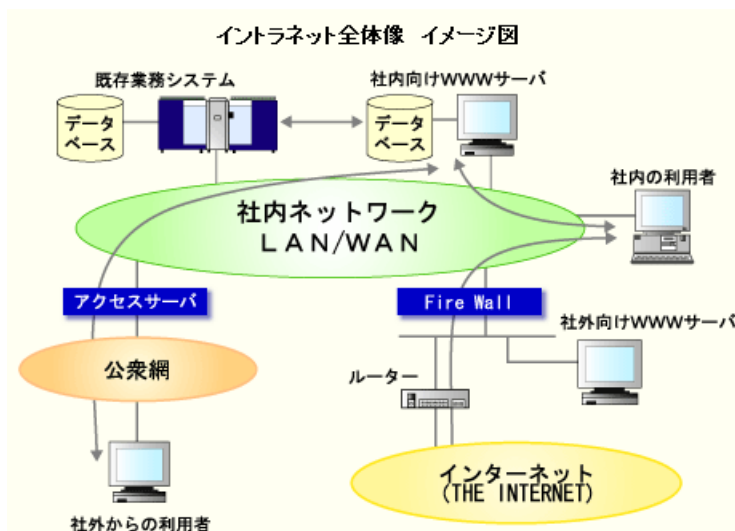 イントラネット全体像 イメージ図
既存業務システム
社内向けWWWサーバ
データ
ベース
データ
ベース
社内の利用者
社内ネットワーク
LAN/WAN
アクセスサーバ
Fire Wall
社外向けWWWサーバ
公衆網
ルーター
インターネット
(THE INTERNET)
社外からの利用者